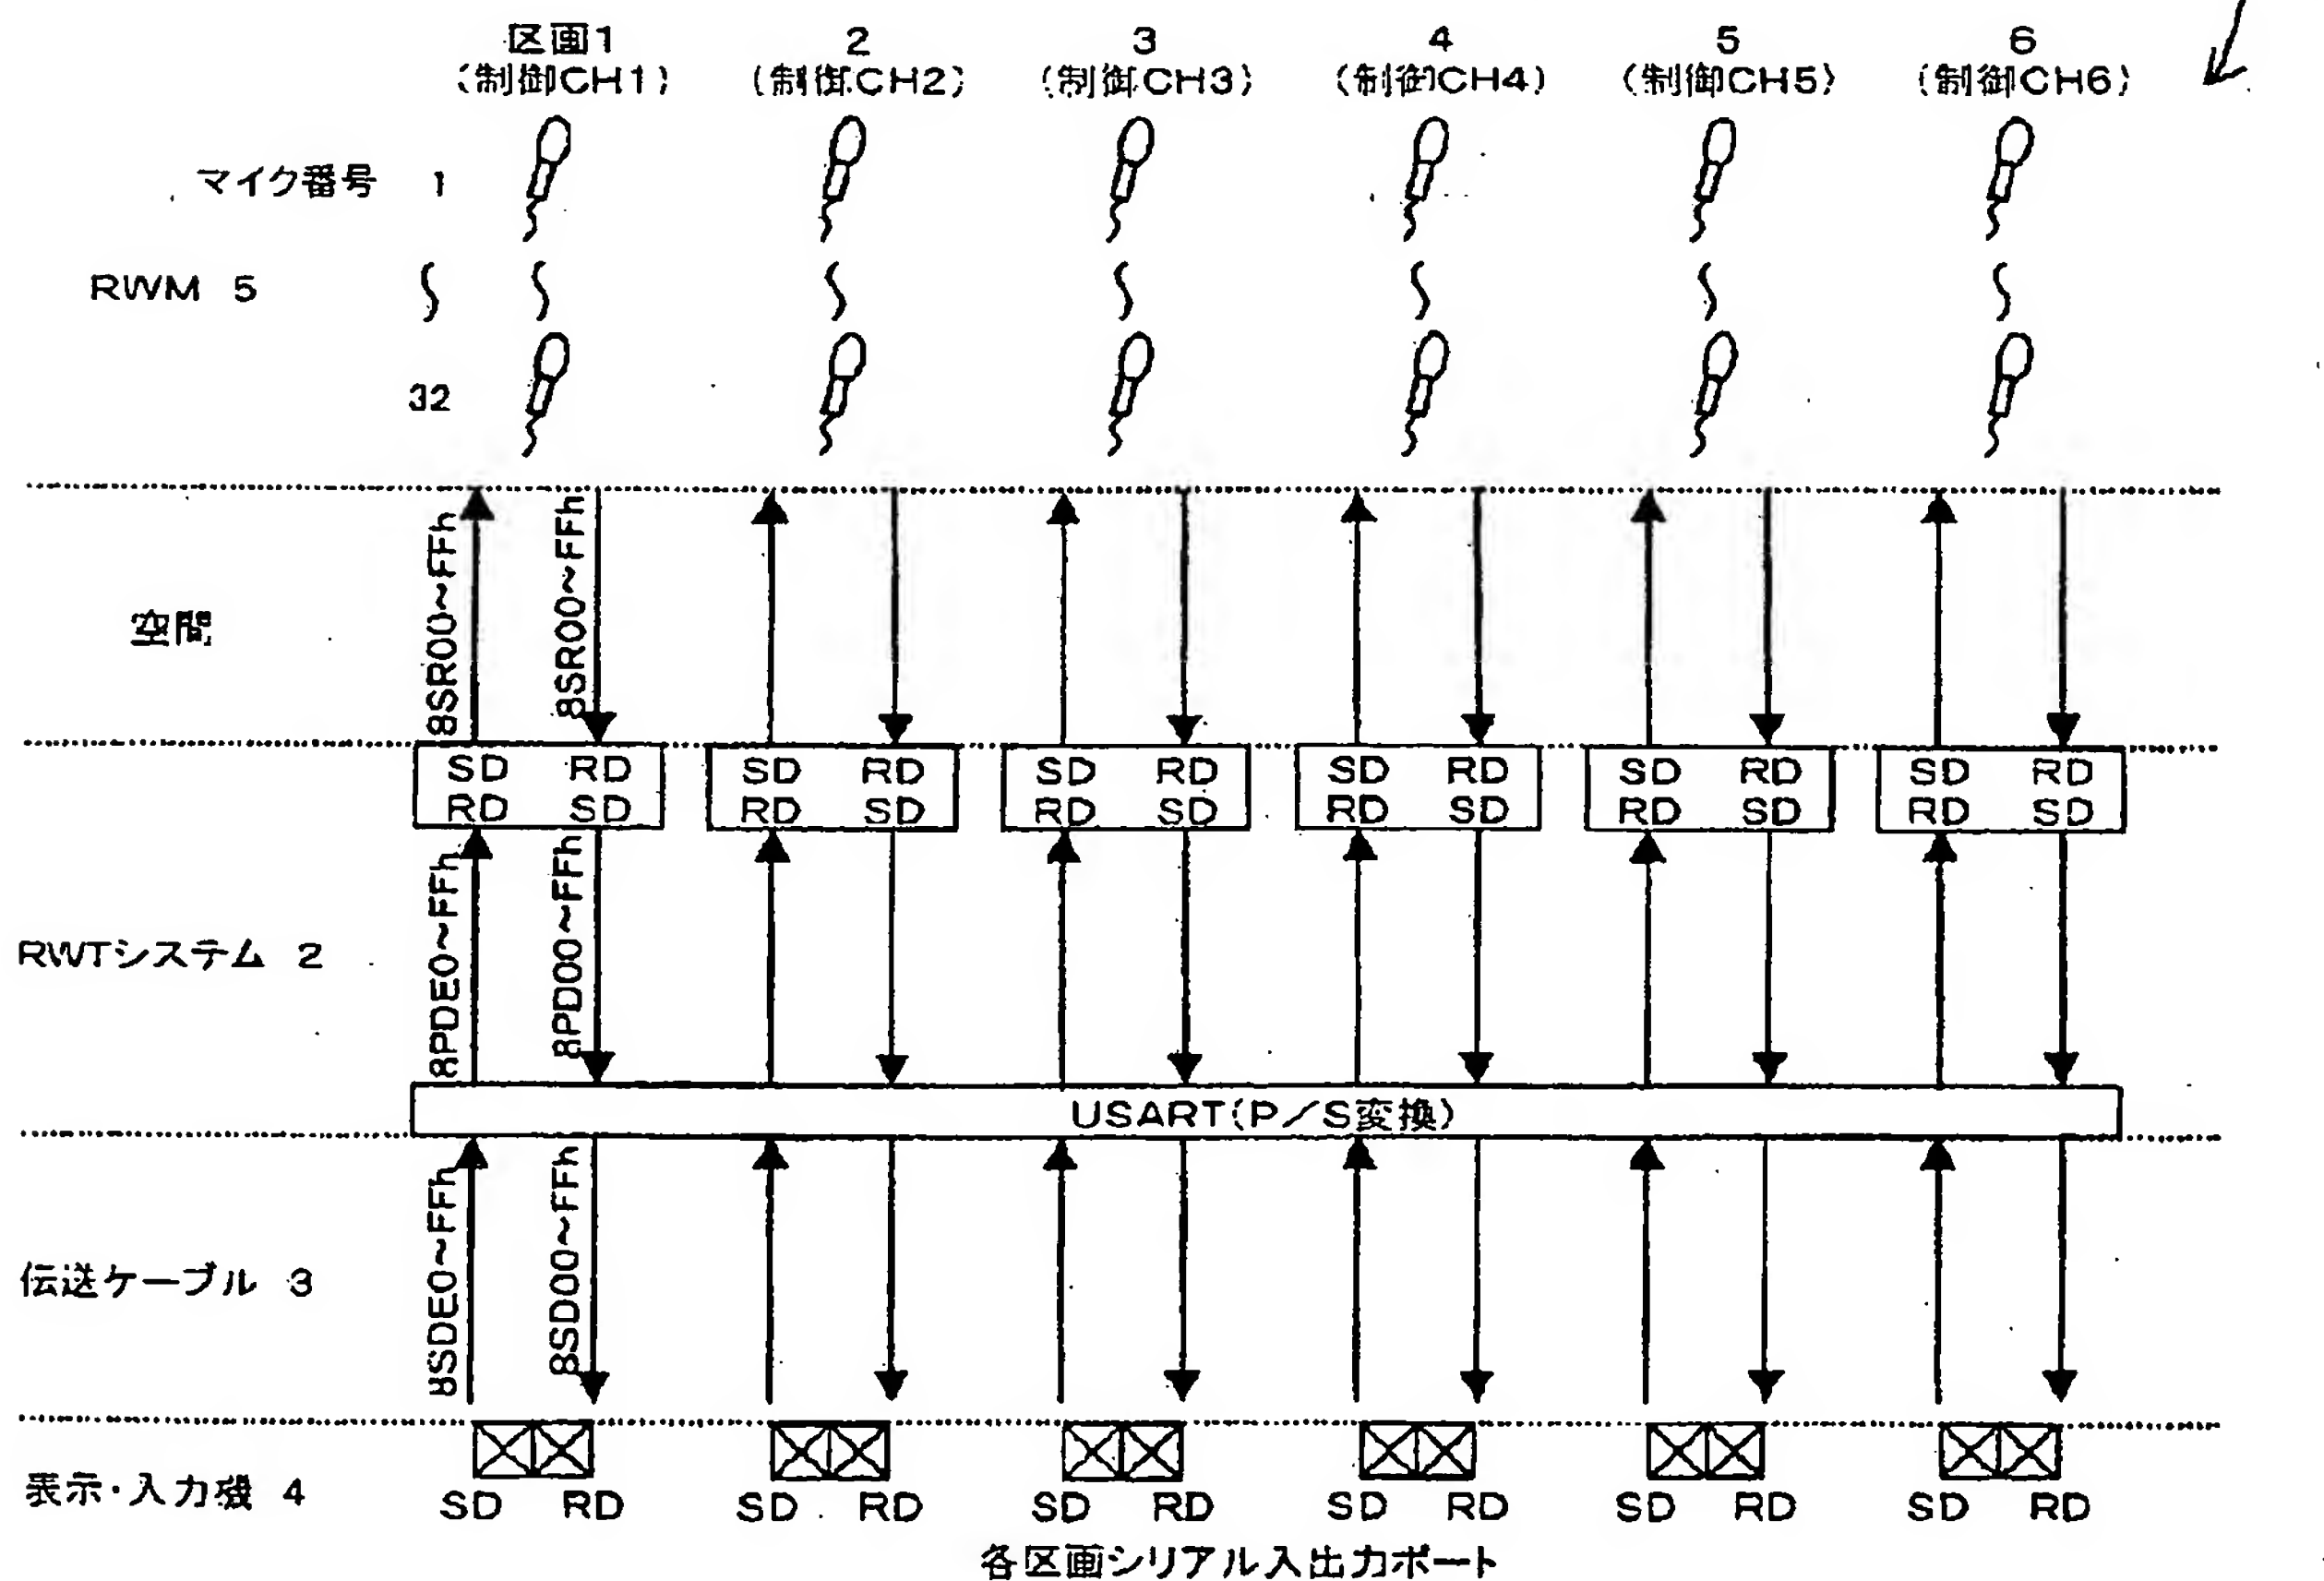 区画1 2 3 4 5 6
(制御CH1) (制御CH2) (制御CH3) (制御CH4) (制御CH5) (制御CH6)
マイク番号 1
RWM 5
32
8SR00~FFh 8SR00~FFh
空間
SD RD SD RD SD RD SD RD SD RD SD RD
RD SD RD SD RD SD RD SD RD SD RD SD
8PDE0~FFh 8PD00~FFh
RWTシステム 2
USART(P/S変換)
8SDE0~FFh 8SD00~FFh
伝送ケーブル 3
表示・入力機 4
SD RD SD RD SD RD SD RD SD RD SD RD
各区画シリアル入出力ポート